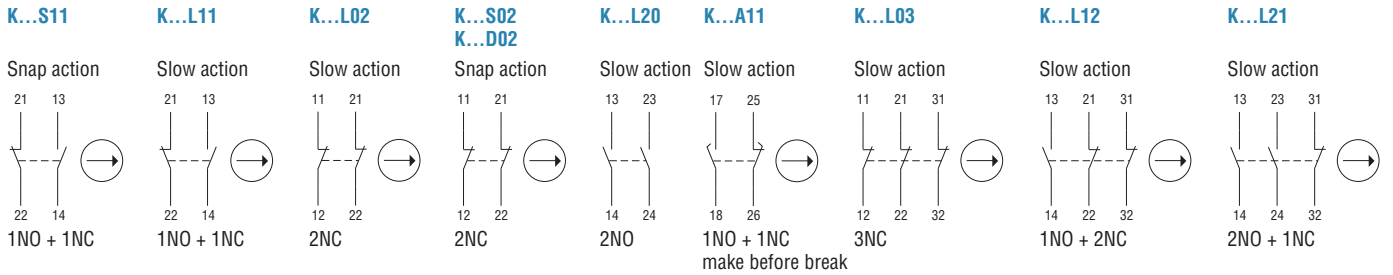 K...S11 K...L11 K...L02 K...S02 K...L20 K...A11 K...L03 K...L12 K...L21
K...D02
Snap action Slow action Slow action Snap action Slow action Slow action Slow action Slow action Slow action
21 13 21 13 11 21 11 21 13 23 17 25 11 21 31 13 21 31 13 23 31
22 14 22 14 12 22 12 22 14 24 18 26 12 22 32 14 22 32 14 24 32
1NO + 1NC 1NO + 1NC 2NC 2NC 2NO 1NO + 1NC 3NC 1NO + 2NC 2NO + 1NC
make before break